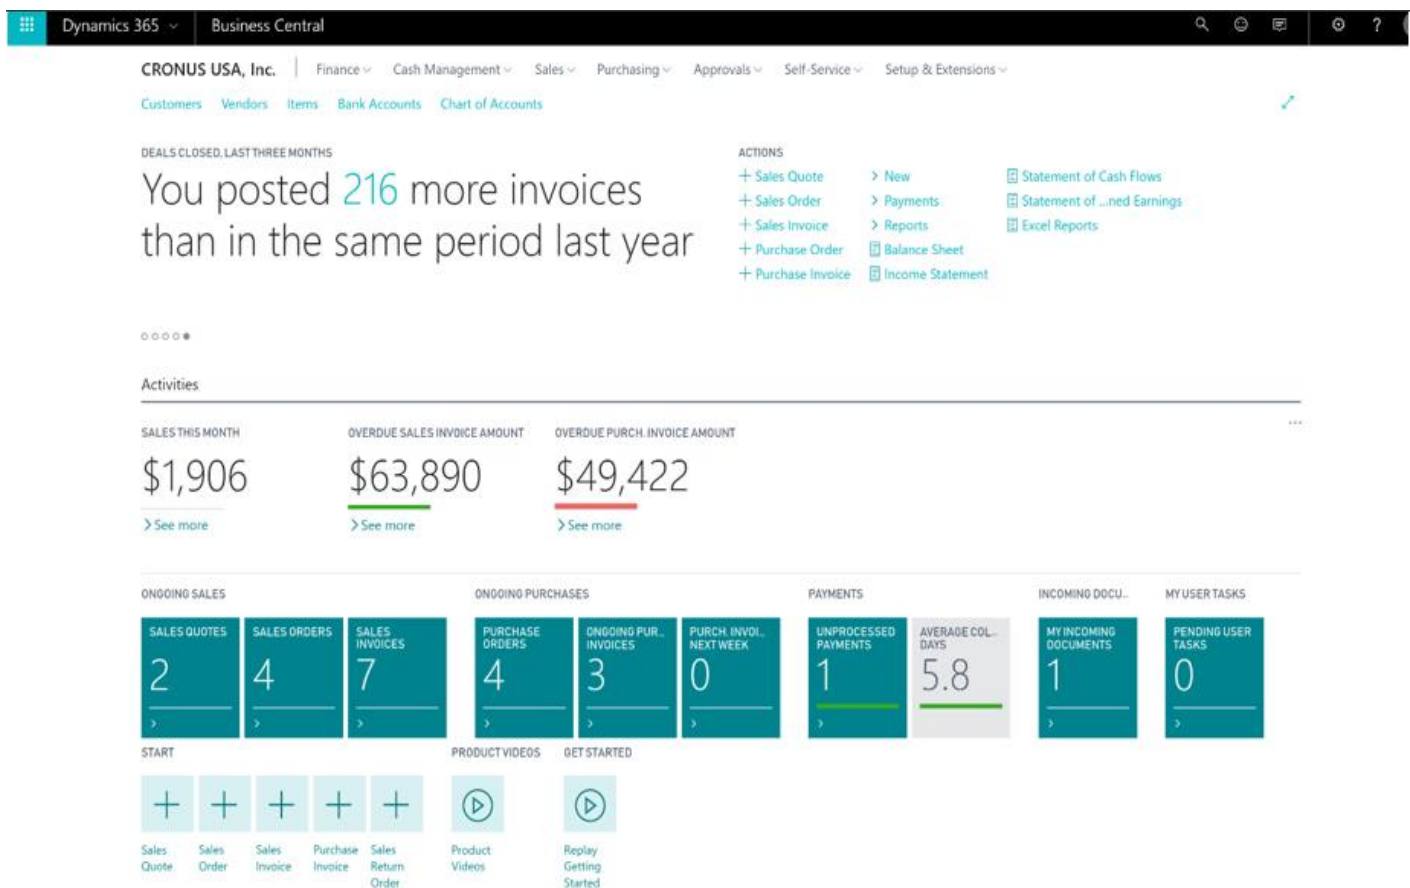 Dynamics 365
Business Central
?
CRONUS USA, Inc.
Finance
Cash Management
Sales
Purchasing
Approvals
Self-Service
Setup & Extensions
Customers
Vendors
Items
Bank Accounts
Chart of Accounts
DEALS CLOSED, LAST THREE MONTHS
You posted 216 more invoices
than in the same period last year
ACTIONS
+ Sales Quote
+ Sales Order
+ Sales Invoice
+ Purchase Order
+ Purchase Invoice
> New
> Payments
> Reports
Balance Sheet
Income Statement
Statement of Cash Flows
Statement of ...ned Earnings
Excel Reports
Activities
SALES THIS MONTH
$1,906
> See more
OVERDUE SALES INVOICE AMOUNT
$63,890
> See more
OVERDUE PURCH. INVOICE AMOUNT
$49,422
> See more
ONGOING SALES
SALES QUOTES
2
SALES ORDERS
4
SALES
INVOICES
7
ONGOING PURCHASES
PURCHASE
ORDERS
4
ONGOING PUR...
INVOICES
3
PURCH. INVOI...
NEXT WEEK
0
PAYMENTS
UNPROCESSED
PAYMENTS
1
AVERAGE COL...
DAYS
5.8
INCOMING DOCU...
MY INCOMING
DOCUMENTS
1
MY USER TASKS
PENDING USER
TASKS
0
START
Sales
Quote
Sales
Order
Sales
Invoice
Purchase
Invoice
Sales
Return
Order
PRODUCT VIDEOS
Product
Videos
GET STARTED
Replay
Getting
Started